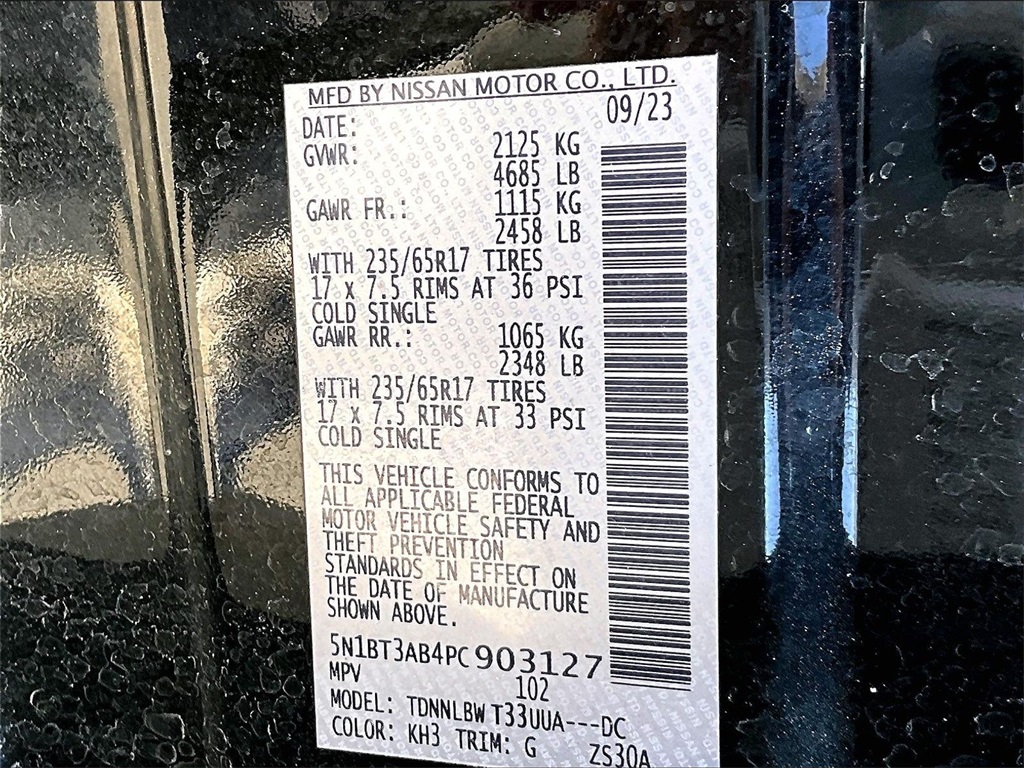 MFD BY NISSAN MOTOR CO., LTD.
DATE: 09/23
GVWR: 2125 KG
4685 LB
GAWR FR.: 1115 KG
2458 LB
WITH 235/65R17 TIRES
17 x 7.5 RIMS AT 36 PSI
COLD SINGLE
GAWR RR.: 1065 KG
2348 LB
WITH 235/65R17 TIRES
17 x 7.5 RIMS AT 33 PSI
COLD SINGLE
THIS VEHICLE CONFORMS TO
ALL APPLICABLE FEDERAL
MOTOR VEHICLE SAFETY AND
THEFT PREVENTION
STANDARDS IN EFFECT ON
THE DATE OF MANUFACTURE
SHOWN ABOVE.
5N1BT3AB4PC903127
MPV 102
MODEL: TDNNLBW T33UUA---DC
COLOR: KH3 TRIM: G ZS30A